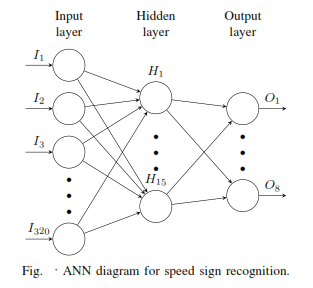 Input Hidden Output
layer layer layer
I1
H1
I2
O1
I3
H15
O8
I320
Fig. · ANN diagram for speed sign recognition.